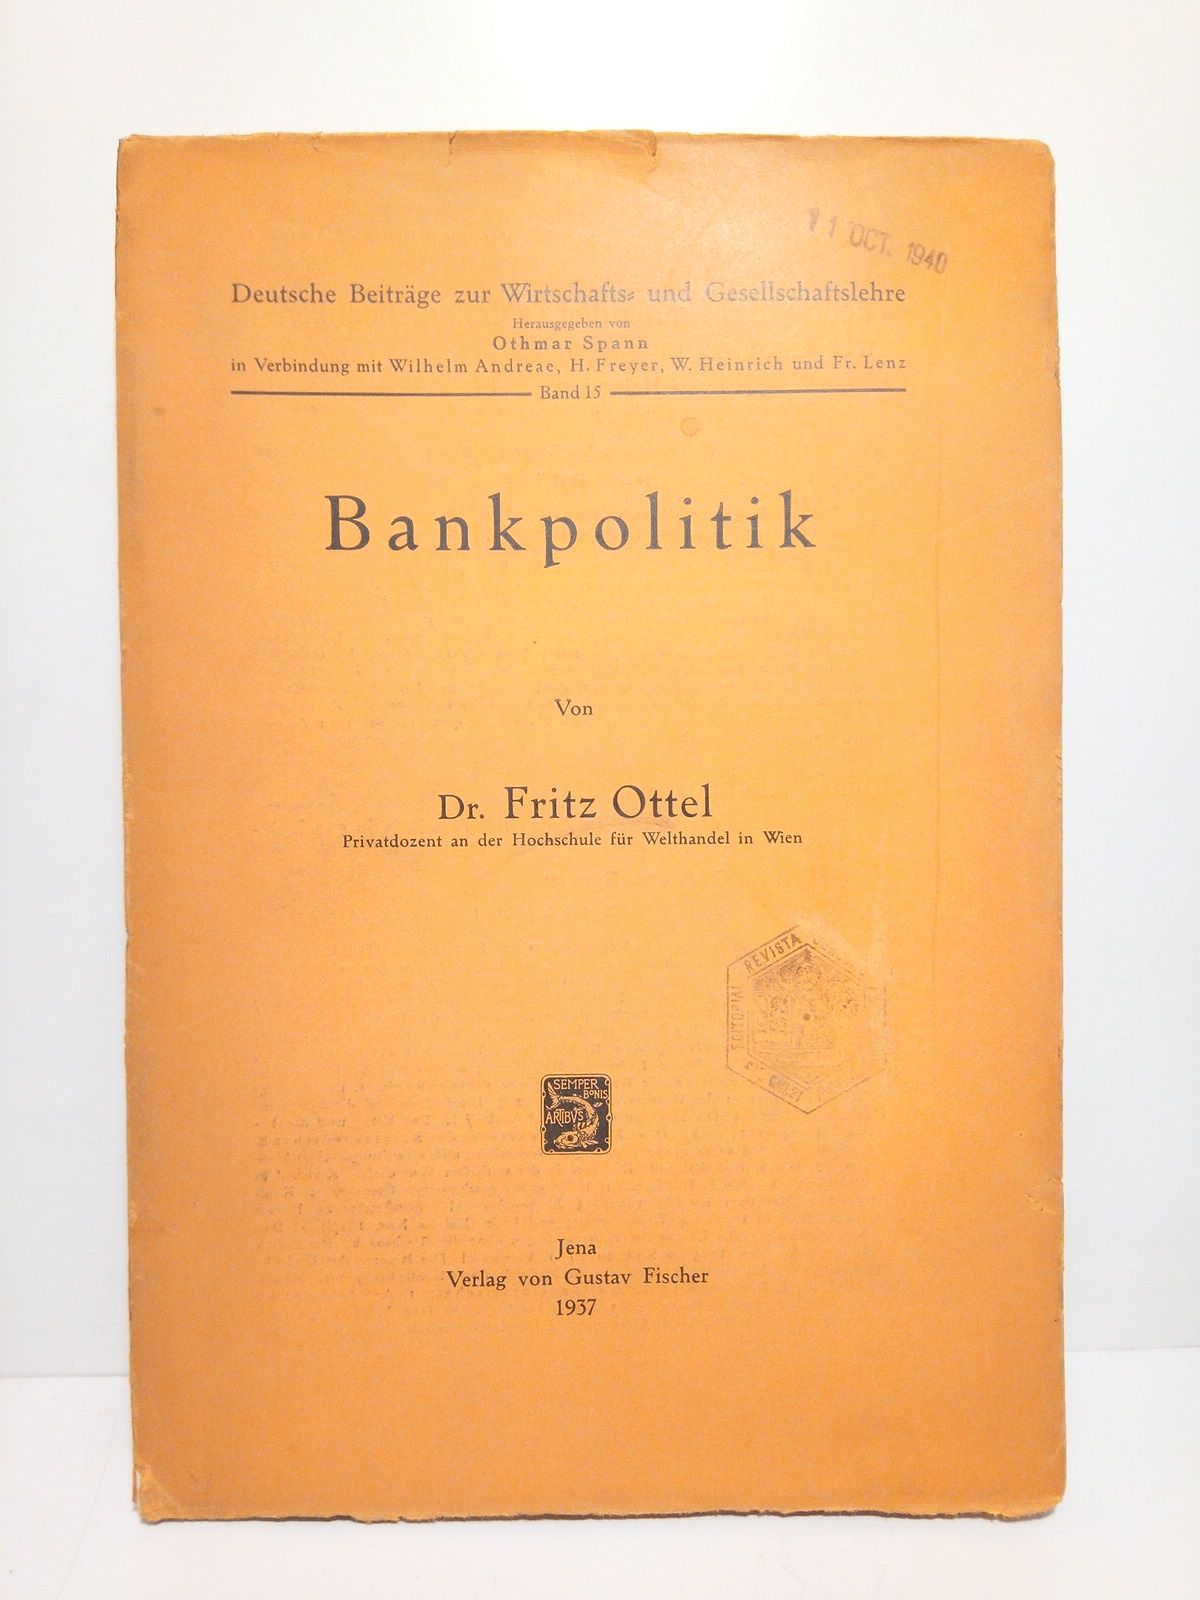 11 OCT. 1940
Deutsche Beiträge zur Wirtschafts- und Gesellschaftslehre
Herausgegeben von
Othmar Spann
in Verbindung mit Wilhelm Andreae, H. Freyer, W. Heinrich und Fr. Lenz
Band 15
Bankpolitik
Von
Dr. Fritz Ottel
Privatdozent an der Hochschule für Welthandel in Wien
REVISTA
SEMPER
BONIS
ARTIBVS
Jena
Verlag von Gustav Fischer
1937